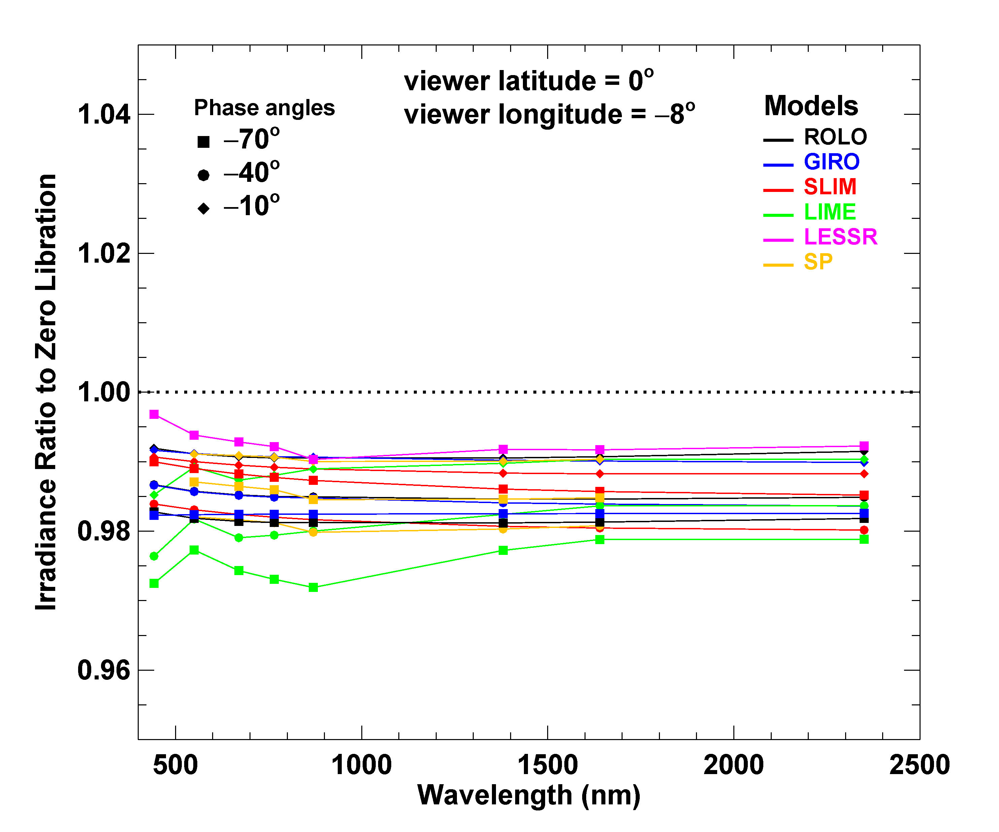 viewer latitude = 0°
viewer longitude = –8°
Phase angles
–70°
–40°
–10°
Models
ROLO
GIRO
SLIM
LIME
LESSR
SP
Irradiance Ratio to Zero Libration
1.04
1.02
1.00
0.98
0.96
500 1000 1500 2000 2500
Wavelength (nm)